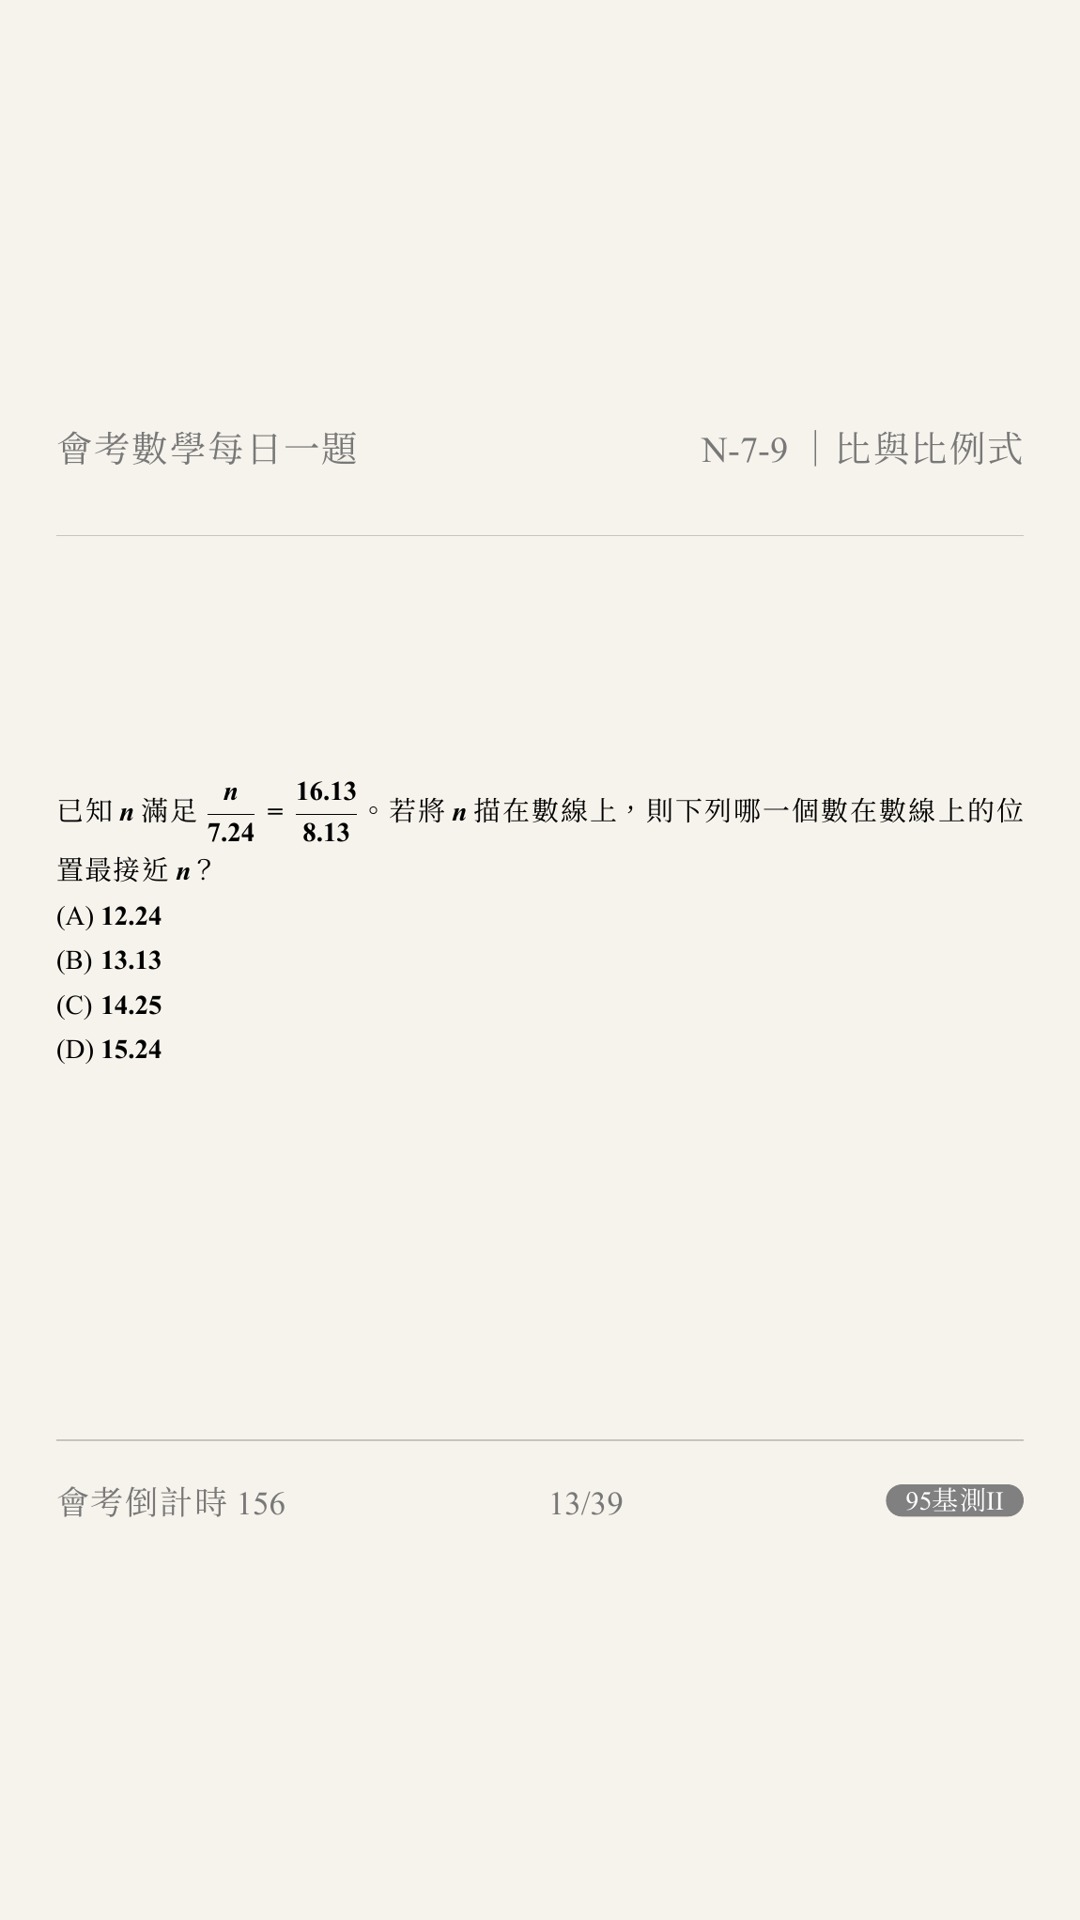 會考數學每日一題
N-7-9｜比與比例式
已知 n 滿足 n/7.24 = 16.13/8.13。若將 n 描在數線上，則下列哪一個數在數線上的位
置最接近 n？
(A) 12.24
(B) 13.13
(C) 14.25
(D) 15.24
會考倒計時 156
13/39
95基測II